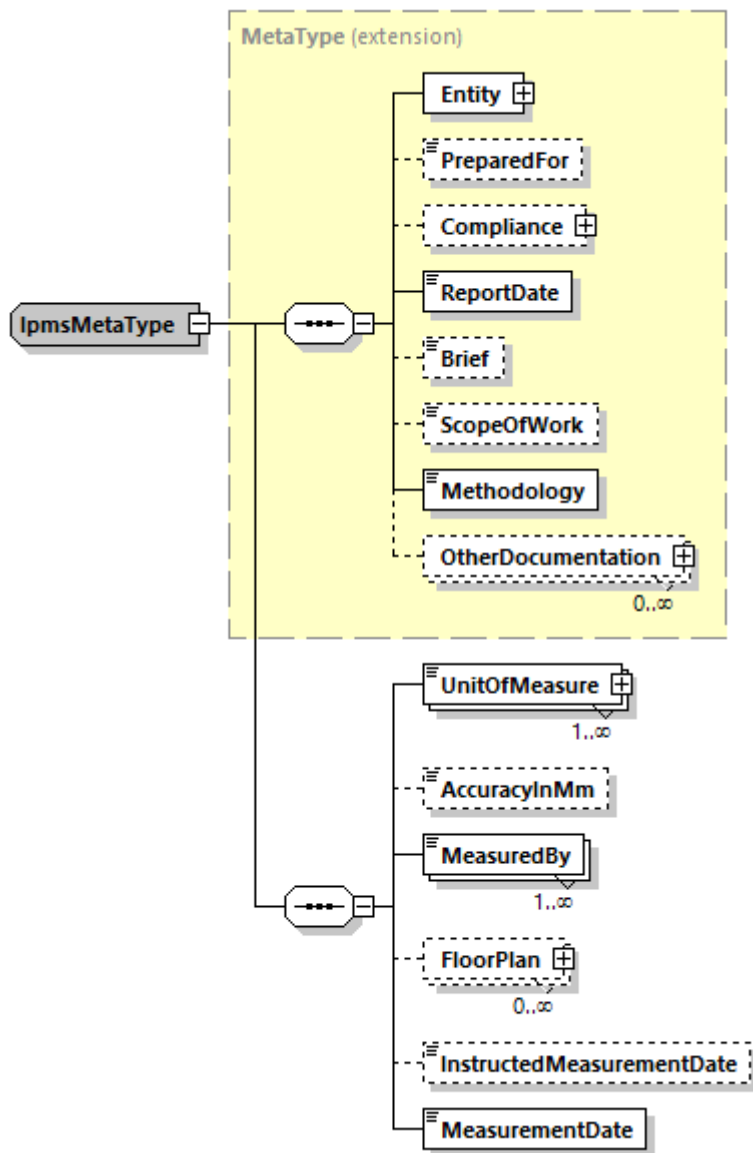 MetaType (extension)
Entity
PreparedFor
Compliance
ReportDate
IpmsMetaType
Brief
ScopeOfWork
Methodology
OtherDocumentation
0..∞
UnitOfMeasure
1..∞
AccuracyInMm
MeasuredBy
1..∞
FloorPlan
0..∞
InstructedMeasurementDate
MeasurementDate